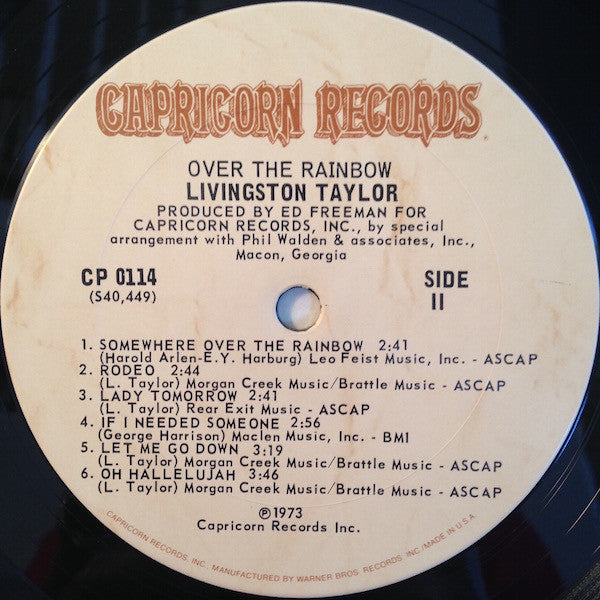 CAPRICORN RECORDS
OVER THE RAINBOW
LIVINGSTON TAYLOR
PRODUCED BY ED FREEMAN FOR
CAPRICORN RECORDS, INC., by special
arrangement with Phil Walden & associates, Inc.,
Macon, Georgia
CP 0114
(S40,449)
SIDE
II
1. SOMEWHERE OVER THE RAINBOW 2:41
(Harold Arlen-E.Y. Harburg) Leo Feist Music, Inc. - ASCAP
2. RODEO 2:44
(L. Taylor) Morgan Creek Music/Brattle Music - ASCAP
3. LADY TOMORROW 2:41
(L. Taylor) Rear Exit Music - ASCAP
4. IF I NEEDED SOMEONE 2:56
(George Harrison) Maclen Music, Inc. - BMI
5. LET ME GO DOWN 3:19
(L. Taylor) Morgan Creek Music/Brattle Music - ASCAP
6. OH HALLELUJAH 3:46
(L. Taylor) Morgan Creek Music/Brattle Music - ASCAP
℗1973
Capricorn Records Inc.
CAPRICORN RECORDS, INC. MANUFACTURED BY WARNER BROS. RECORDS, INC./MADE IN U.S.A.